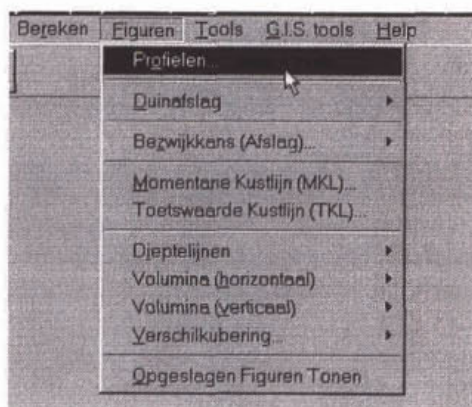 Bereken Figuren Tools G.I.S. tools Help
Profielen...
Duinafslag
Bezwijkkans (Afslag)...
Momentane Kustlijn (MKL)...
Toetswaarde Kustlijn (TKL)...
Dieptelijnen
Volumina (horizontaal)
Volumina (verticaal)
Verschilkubering...
Opgeslagen Figuren Tonen